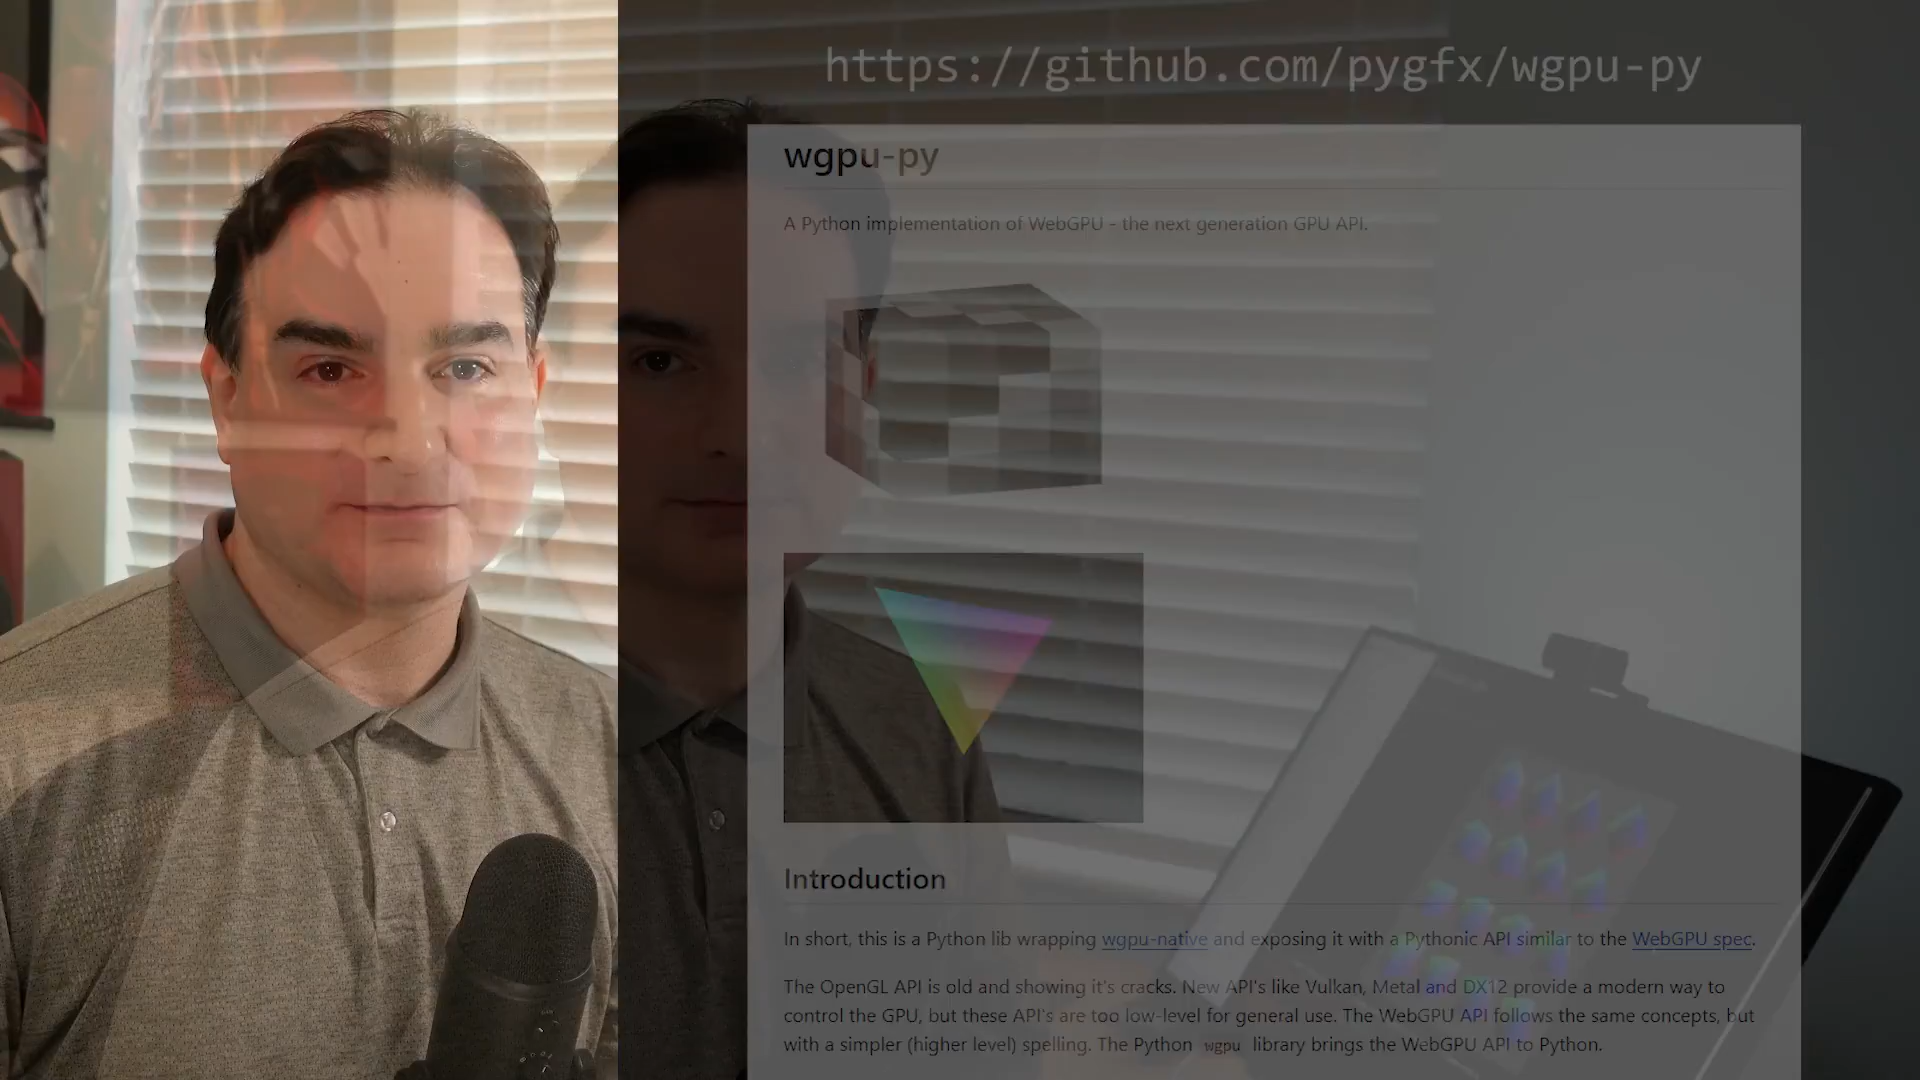 https://github.com/pygfx/wgpu-py
wgpu-py
A Python implementation of WebGPU - the next generation GPU API.
Introduction
In short, this is a Python lib wrapping wgpu-native and exposing it with a Pythonic API similar to the WebGPU spec.
The OpenGL API is old and showing it's cracks. New API's like Vulkan, Metal and DX12 provide a modern way to
control the GPU, but these API's are too low-level for general use. The WebGPU API follows the same concepts, but
with a simpler (higher level) spelling. The Python wgpu library brings the WebGPU API to Python.